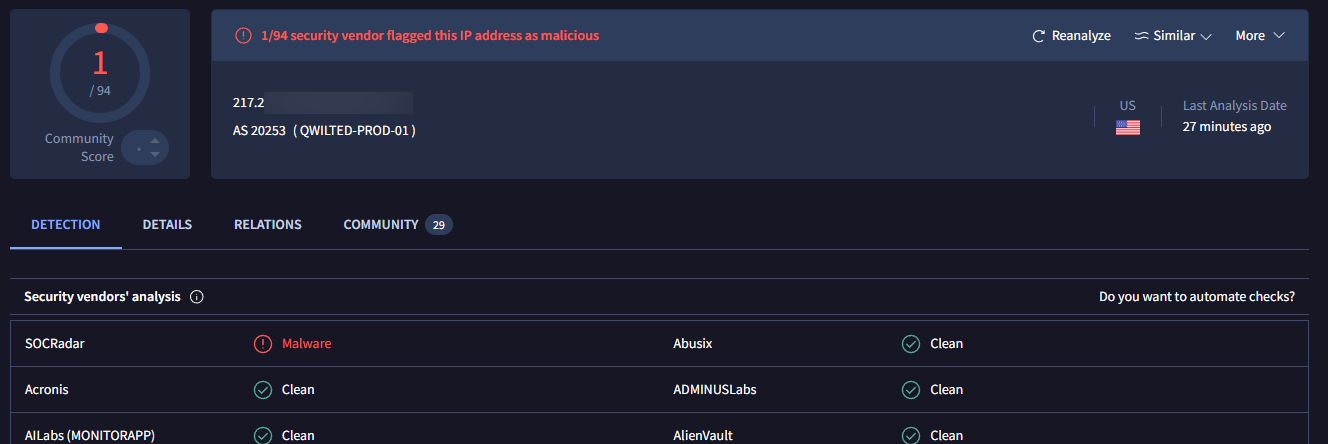 1
/ 94
Community
Score
1/94 security vendor flagged this IP address as malicious
Reanalyze
Similar
More
217.2
AS 20253 ( QWILTED-PROD-01 )
US
Last Analysis Date
27 minutes ago
DETECTION DETAILS RELATIONS COMMUNITY 29
Security vendors' analysis Do you want to automate checks?
SOCRadar Malware Abusix Clean
Acronis Clean ADMINUSLabs Clean
AILabs (MONITORAPP) Clean AlienVault Clean